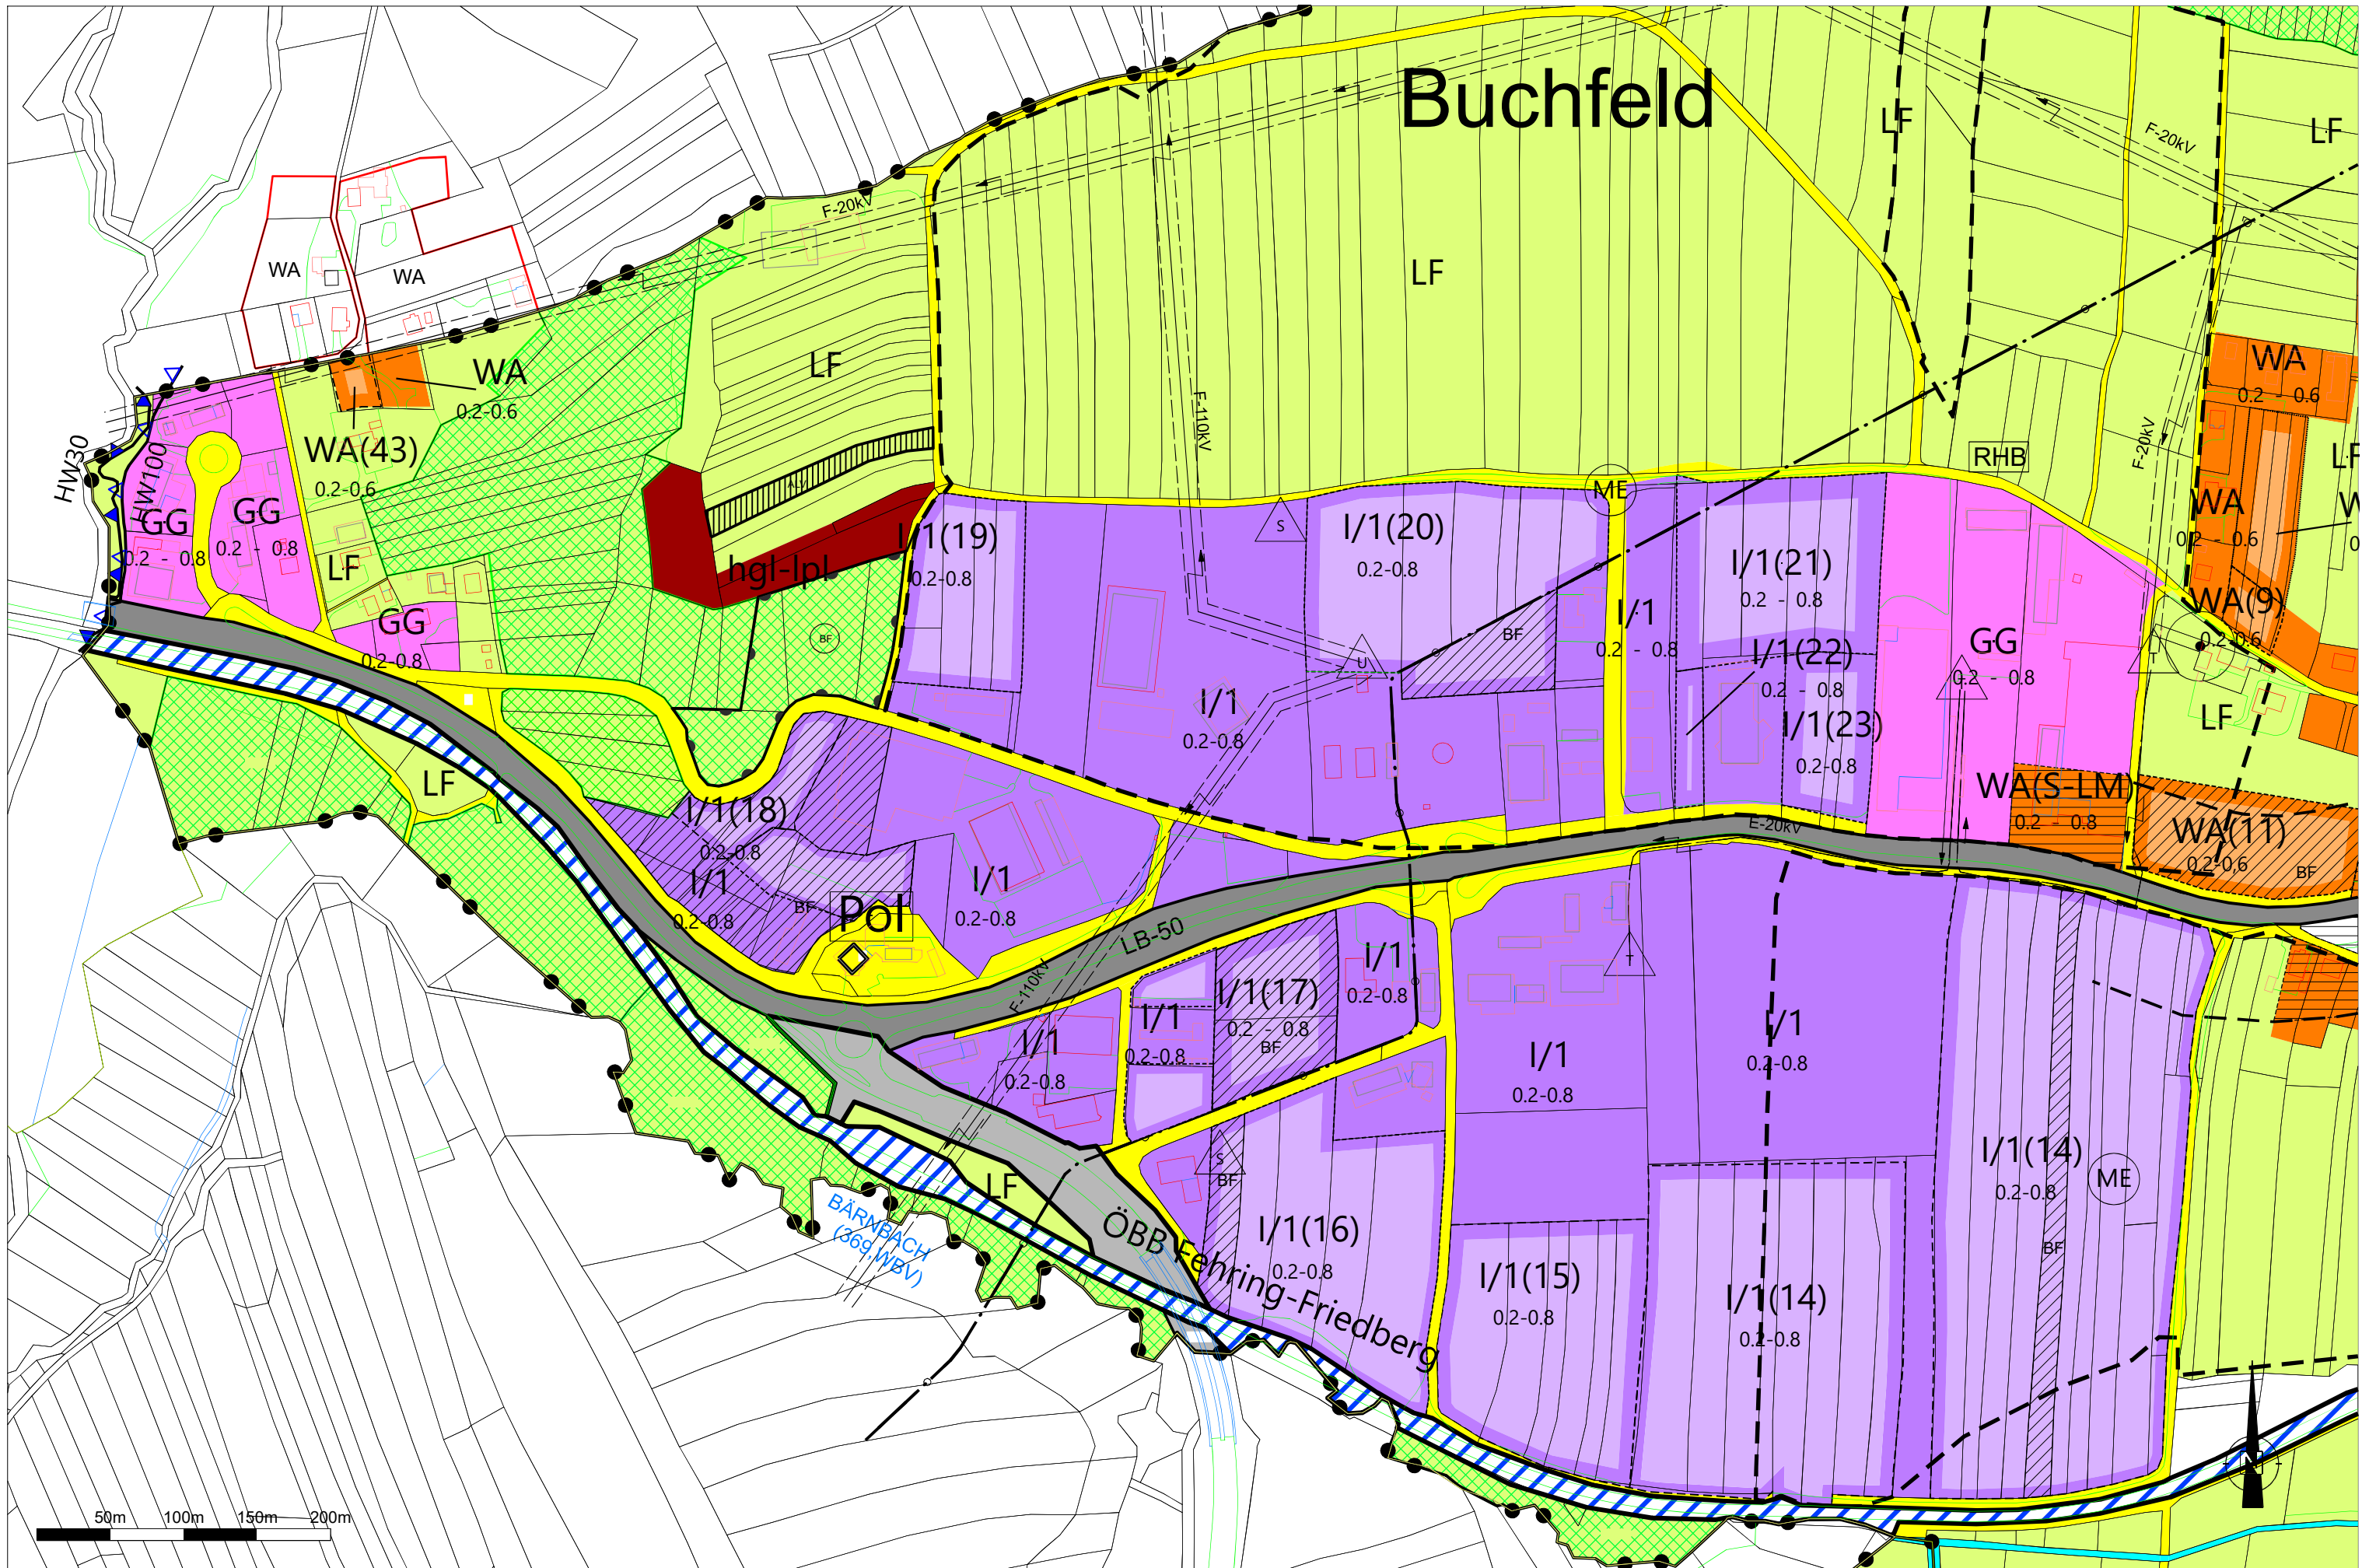 Buchfeld
LF
F-20kV
LF
F-20kV
WA
WA
LF
F-20kV
WA
0.2-0.6
WA(43)
0.2-0.6
LF
F-110kV
F-20kV
WA
0.2 - 0.6
RHB
LF
HW30
HW100
GG
0.2 - 0.8
GG
0.2 - 0.8
LF
GG
0.2-0.8
ALV
hgl-lpl
BF
I/1(19)
0.2-0.8
S
I/1(20)
0.2-0.8
ME
I/1(21)
0.2 - 0.8
WA
0.2 - 0.6
WA(9)
0.2-0.6
BF
I/1
0.2 - 0.8
I/1(22)
0.2 - 0.8
I/1(23)
0.2-0.8
GG
0.2 - 0.8
T
U
I/1
0.2-0.8
LF
LF
WA(S-LM)
0.2 - 0.8
WA(11)
0.2-0,6
BF
I/1(18)
0.2-0.8
I/1
0.2-0.8
BF
Pol
I/1
0.2-0.8
E-20kV
LB-50
F-110kV
I/1
0.2-0.8
I/1
0.2-0.8
I/1(17)
0.2 - 0.8
BF
I/1
0.2-0.8
T
I/1
0.2-0.8
I/1
0.2-0.8
I/1(14)
0.2-0.8
ME
BF
LF
S
BF
BÄRNBACH
(36g,WBV)
ÖBB Fehring-Friedberg
I/1(16)
0.2-0.8
I/1(15)
0.2-0.8
I/1(14)
0.2-0.8
N
50m 100m 150m 200m